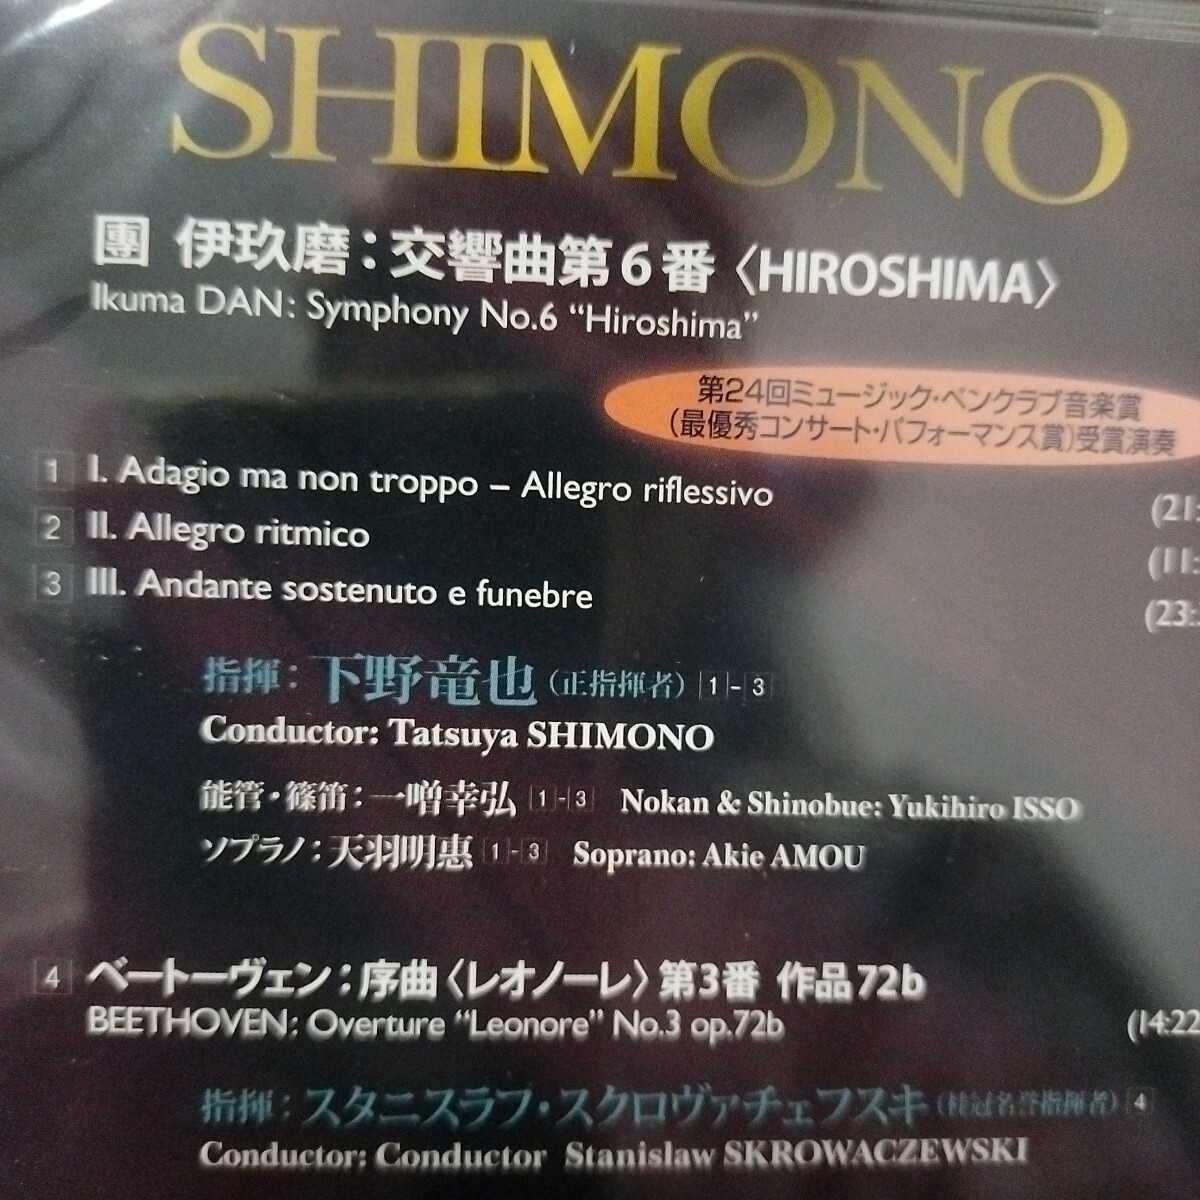 SHIMONO
團 伊玖磨：交響曲第6番〈HIROSHIMA〉
Ikuma DAN: Symphony No.6 “Hiroshima”
第24回ミュージック・ペンクラブ音楽賞
(最優秀コンサート・パフォーマンス賞)受賞演奏
1 I. Adagio ma non troppo – Allegro riflessivo (21:
2 II. Allegro ritmico (11:
3 III. Andante sostenuto e funebre (23:
指揮：下野竜也（正指揮者）1-3
Conductor: Tatsuya SHIMONO
能管・篠笛：一噌幸弘 1-3 Nokan & Shinobue: Yukihiro ISSO
ソプラノ：天羽明惠 1-3 Soprano: Akie AMOU
4 ベートーヴェン：序曲〈レオノーレ〉第3番 作品72b
BEETHOVEN: Overture “Leonore” No.3 op.72b (14:22
指揮：スタニスラフ・スクロヴァチェフスキ（桂冠名誉指揮者）4
Conductor: Conductor Stanislaw SKROWACZEWSKI